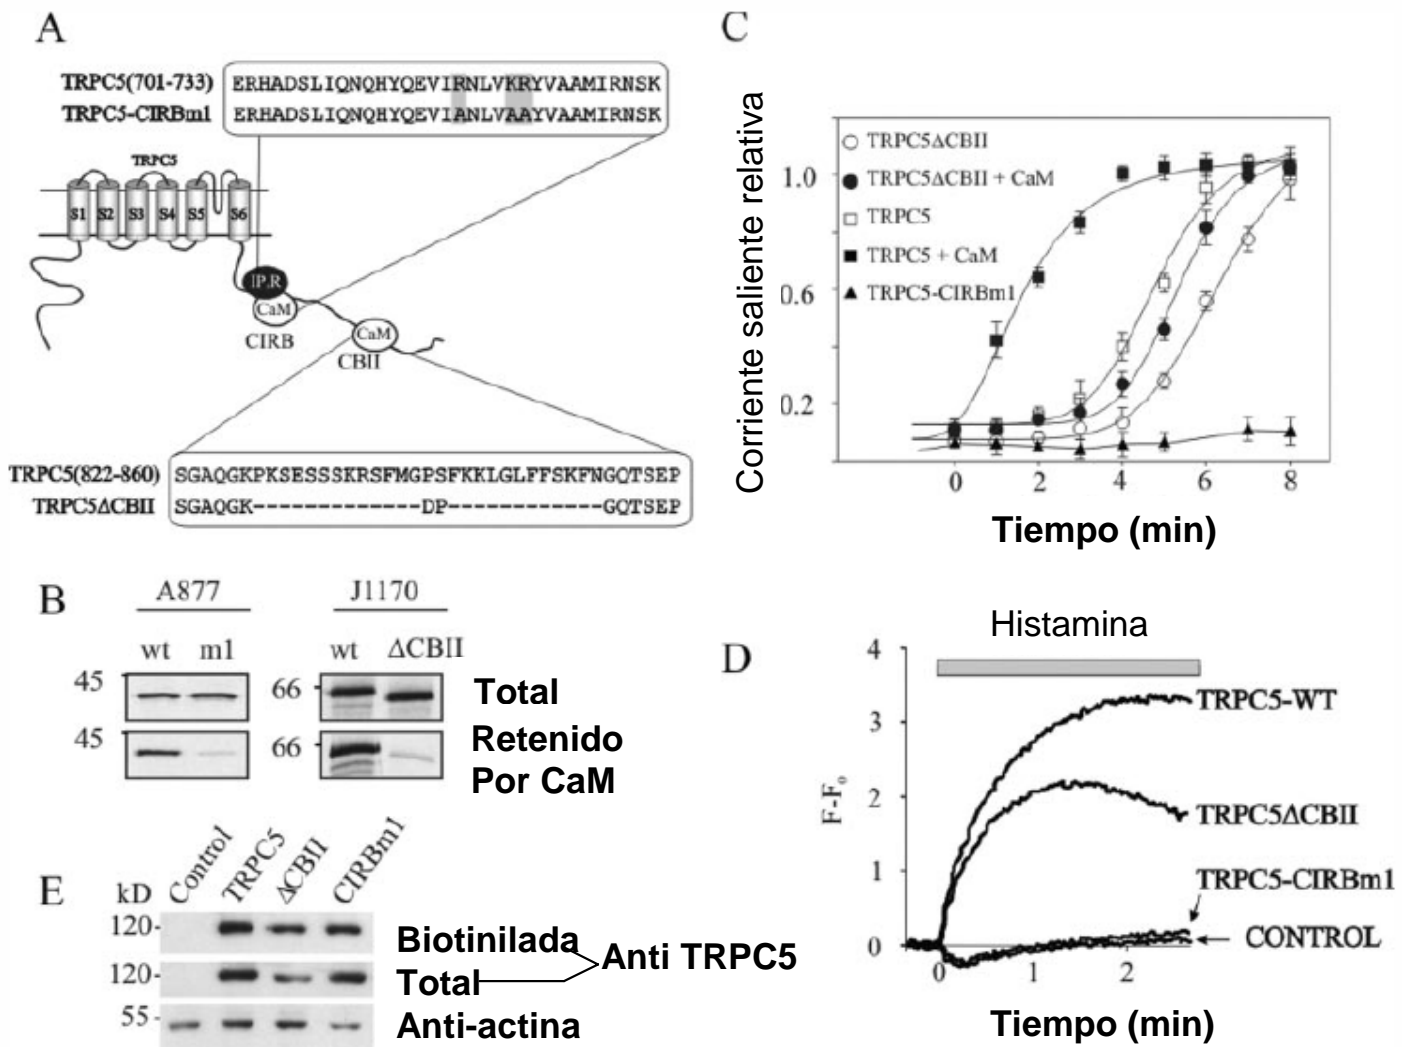 A
TRPC5(701-733) ERHADSLIQNQHYQEVIRNLVKRYVAAMIRNSK
TRPC5-CIRBm1 ERHADSLIQNQHYQEVIANLVAAYVAAMIRNSK
TRPC5
S1 S2 S3 S4 S5 S6
IP₃R
CaM
CIRB
CaM
CBII
TRPC5(822-860) SGAQGKPKSESSSSKRSFMGPSFKKLGLFFSKFNGQTSEP
TRPC5ΔCBII SGAQGK-------------DP------------GQTSEP
B
A877 J1170
wt m1 wt ΔCBII
45 66 Total
45 66 Retenido
Por CaM
E
kD Control TRPC5 ΔCBII CIRBm1
120- Biotinilada
Anti TRPC5
120- Total
55- Anti-actina
C
Corriente saliente relativa
1.0
0.6
0.2
TRPC5ΔCBII
TRPC5ΔCBII + CaM
TRPC5
TRPC5 + CaM
TRPC5-CIRBm1
0 2 4 6 8
Tiempo (min)
D
Histamina
F-Fₒ
4
3
2
1
0
TRPC5-WT
TRPC5ΔCBII
TRPC5-CIRBm1
CONTROL
0 1 2
Tiempo (min)